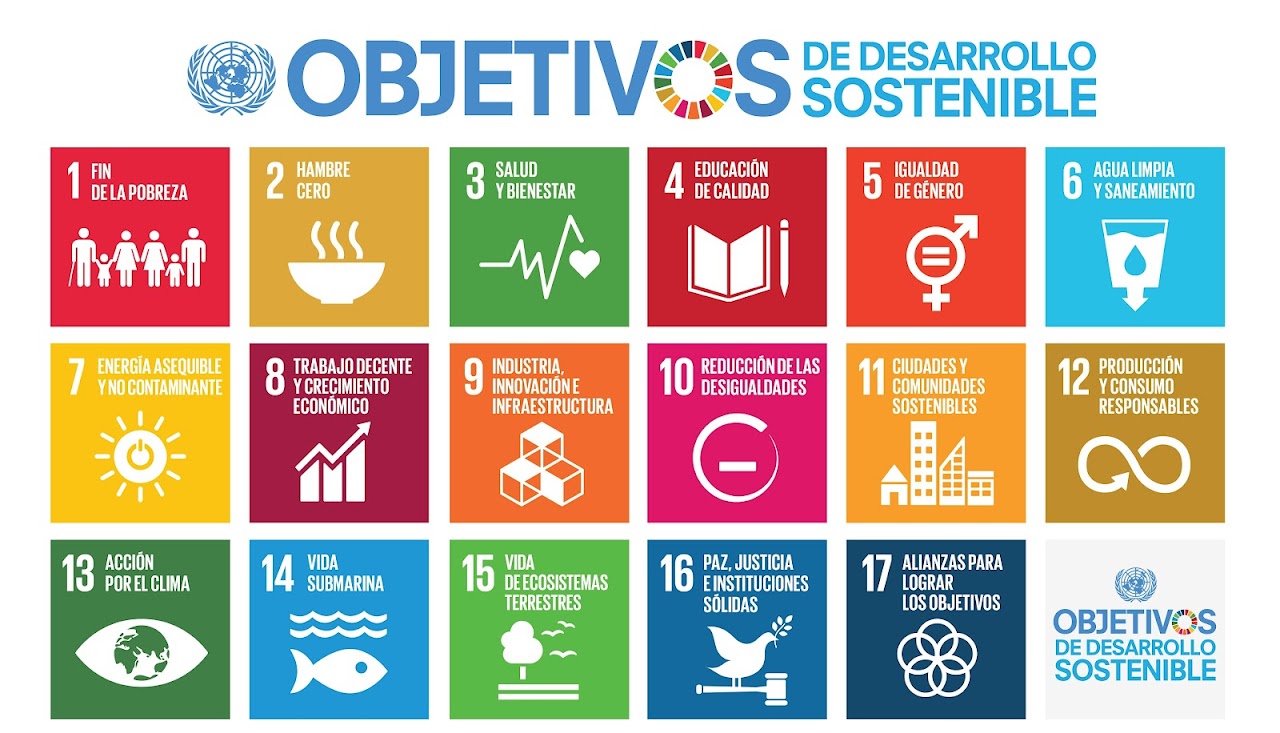 OBJETIVOS
DE DESARROLLO
SOSTENIBLE
1 FIN
DE LA POBREZA
2 HAMBRE
CERO
3 SALUD
Y BIENESTAR
4 EDUCACIÓN
DE CALIDAD
5 IGUALDAD
DE GÉNERO
6 AGUA LIMPIA
Y SANEAMIENTO
7 ENERGÍA ASEQUIBLE
Y NO CONTAMINANTE
8 TRABAJO DECENTE
Y CRECIMIENTO
ECONÓMICO
9 INDUSTRIA,
INNOVACIÓN E
INFRAESTRUCTURA
10 REDUCCIÓN DE LAS
DESIGUALDADES
11 CIUDADES Y
COMUNIDADES
SOSTENIBLES
12 PRODUCCIÓN
Y CONSUMO
RESPONSABLES
13 ACCIÓN
POR EL CLIMA
14 VIDA
SUBMARINA
15 VIDA
DE ECOSISTEMAS
TERRESTRES
16 PAZ, JUSTICIA
E INSTITUCIONES
SÓLIDAS
17 ALIANZAS PARA
LOGRAR
LOS OBJETIVOS
OBJETIVOS
DE DESARROLLO
SOSTENIBLE